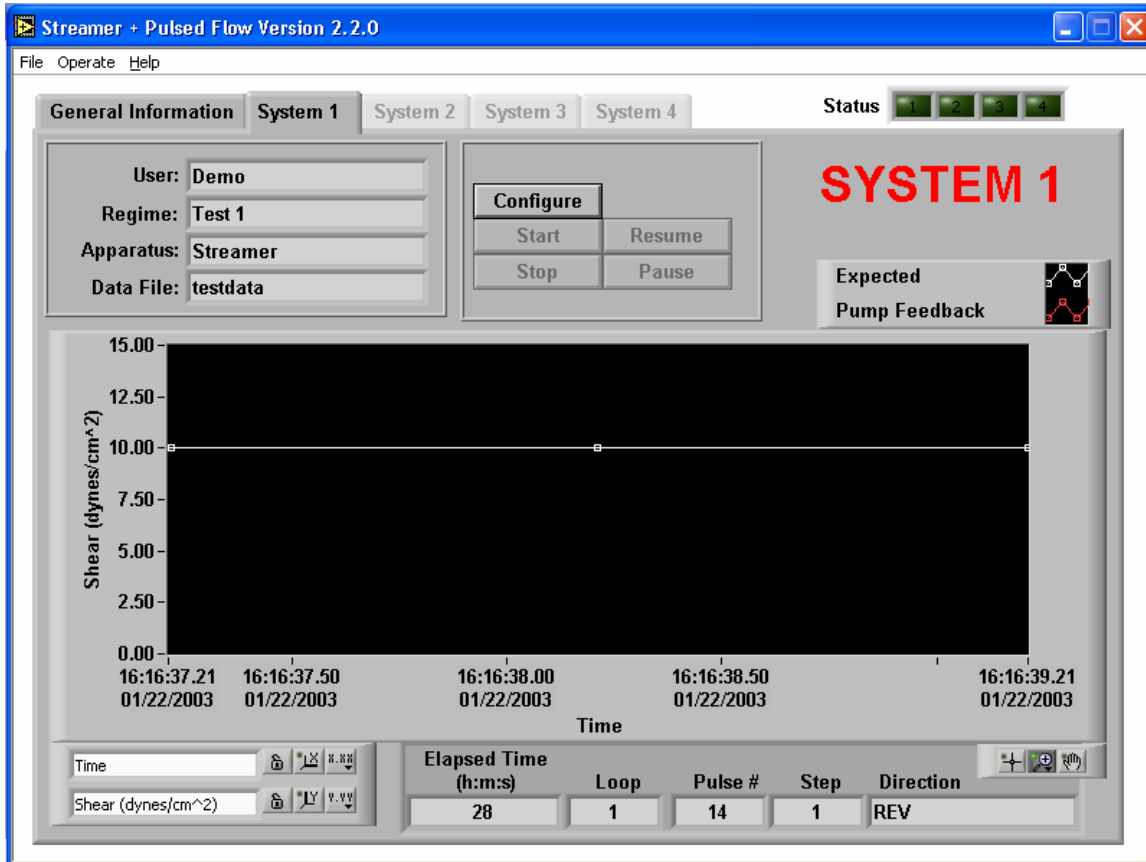 Streamer + Pulsed Flow Version 2.2.0
File Operate Help
General Information System 1 System 2 System 3 System 4 Status 1 2 3 4
User: Demo
Regime: Test 1
Apparatus: Streamer
Data File: testdata
Configure
Start Resume
Stop Pause
SYSTEM 1
Expected
Pump Feedback
15.00
12.50
10.00
7.50
5.00
2.50
0.00
Shear (dynes/cm^2)
16:16:37.21 16:16:37.50 16:16:38.00 16:16:38.50 16:16:39.21
01/22/2003 01/22/2003 01/22/2003 01/22/2003 01/22/2003
Time
Time X X.XX
Shear (dynes/cm^2) Y Y.YY
Elapsed Time
(h:m:s) Loop Pulse # Step Direction
28 1 14 1 REV